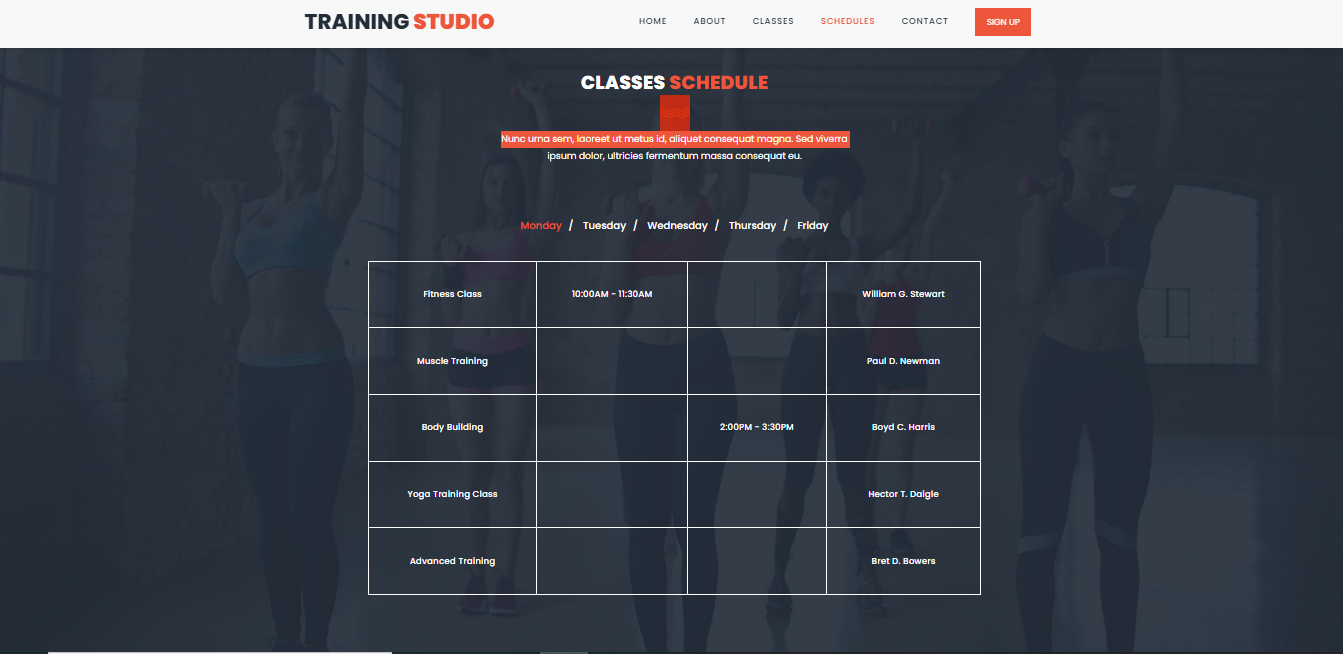 TRAINING STUDIO
HOME ABOUT CLASSES SCHEDULES CONTACT SIGN UP
CLASSES SCHEDULE
Nunc urna sem, laoreet ut metus id, aliquet consequat magna. Sed viverra
ipsum dolor, ultricies fermentum massa consequat eu.
Monday / Tuesday / Wednesday / Thursday / Friday
Fitness Class 10:00AM - 11:30AM William G. Stewart
Muscle Training Paul D. Newman
Body Building 2:00PM - 3:30PM Boyd C. Harris
Yoga Training Class Hector T. Daigle
Advanced Training Bret D. Bowers